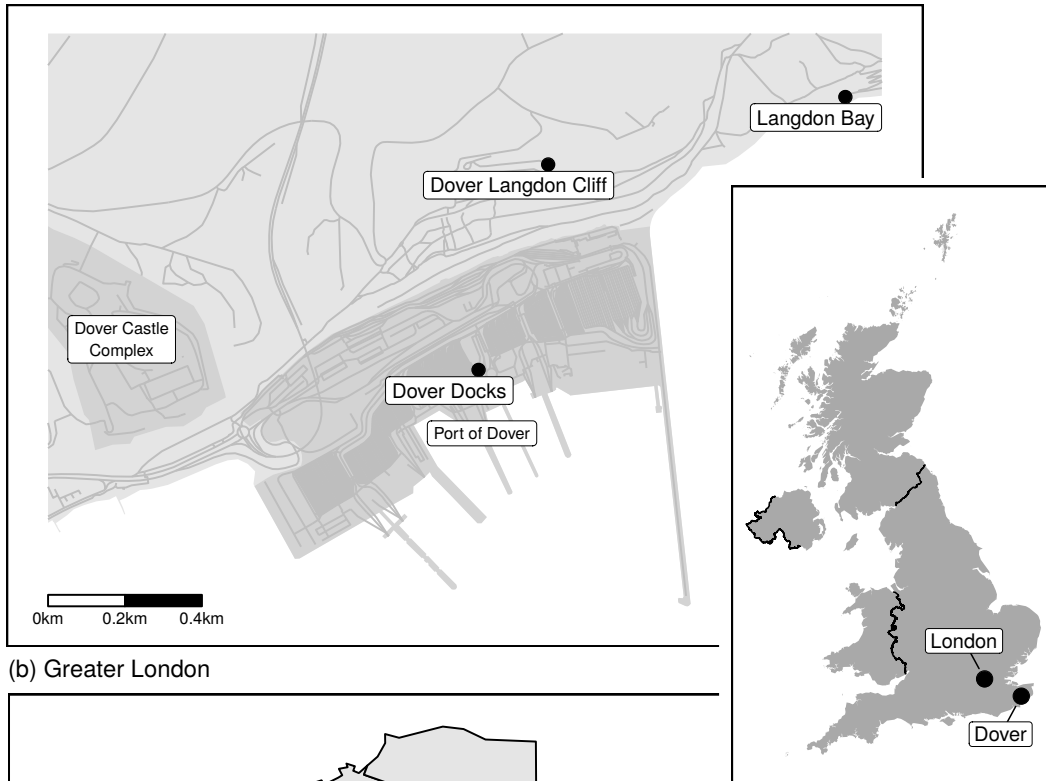 Langdon Bay
Dover Langdon Cliff
Dover Castle
Complex
Dover Docks
Port of Dover
0km
0.2km
0.4km
(b) Greater London
London
Dover